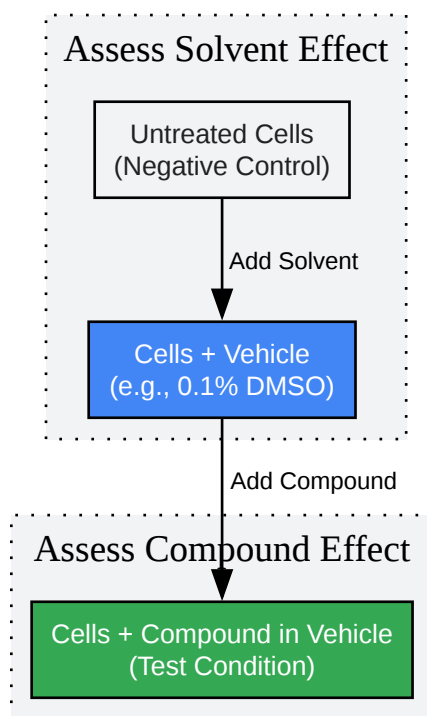 Assess Solvent Effect
Untreated Cells
(Negative Control)
Add Solvent
Cells + Vehicle
(e.g., 0.1% DMSO)
Add Compound
Assess Compound Effect
Cells + Compound in Vehicle
(Test Condition)